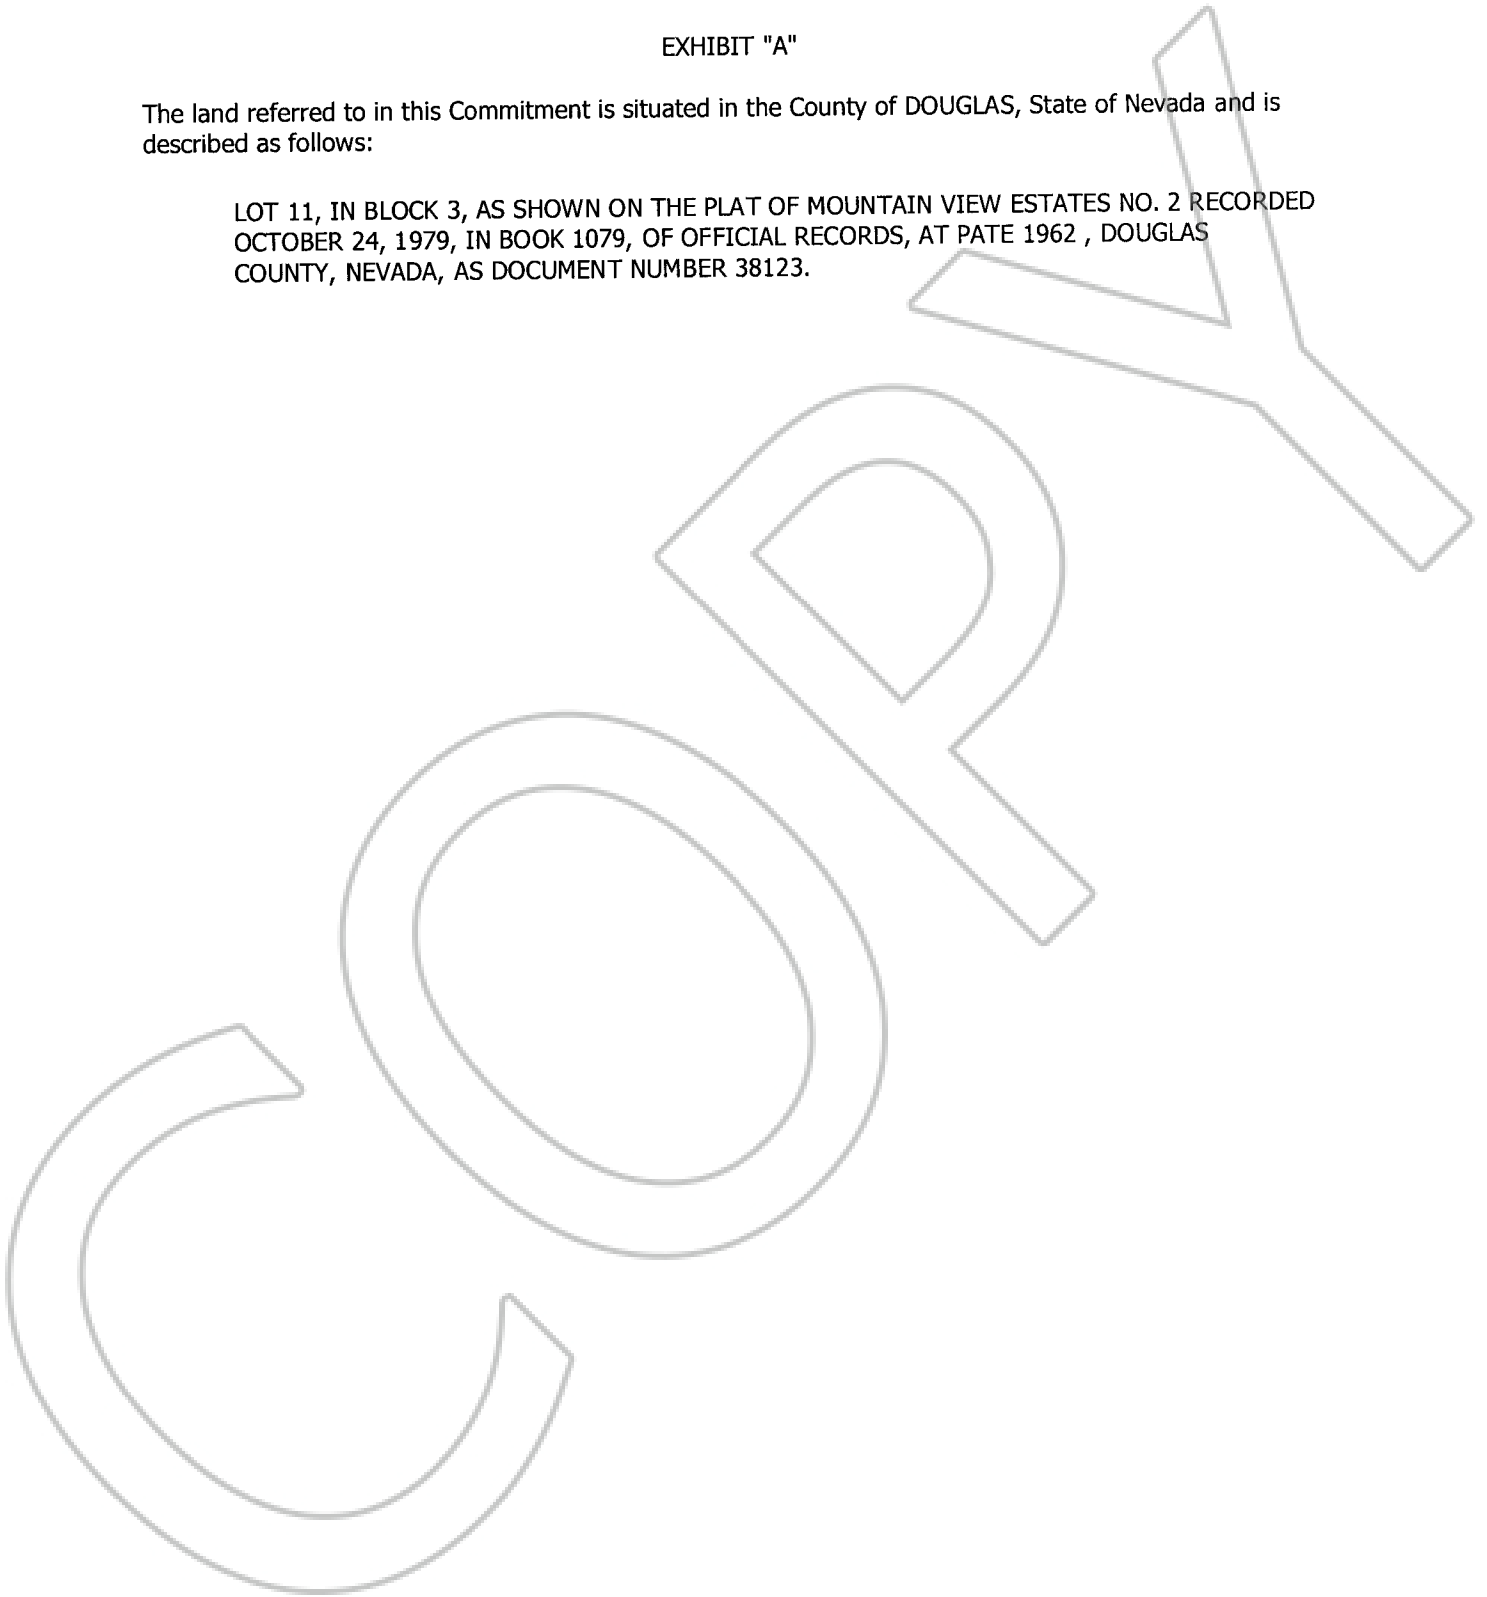 EXHIBIT "A"
The land referred to in this Commitment is situated in the County of DOUGLAS, State of Nevada and is
described as follows:
LOT 11, IN BLOCK 3, AS SHOWN ON THE PLAT OF MOUNTAIN VIEW ESTATES NO. 2 RECORDED
OCTOBER 24, 1979, IN BOOK 1079, OF OFFICIAL RECORDS, AT PATE 1962 , DOUGLAS
COUNTY, NEVADA, AS DOCUMENT NUMBER 38123.
COPY